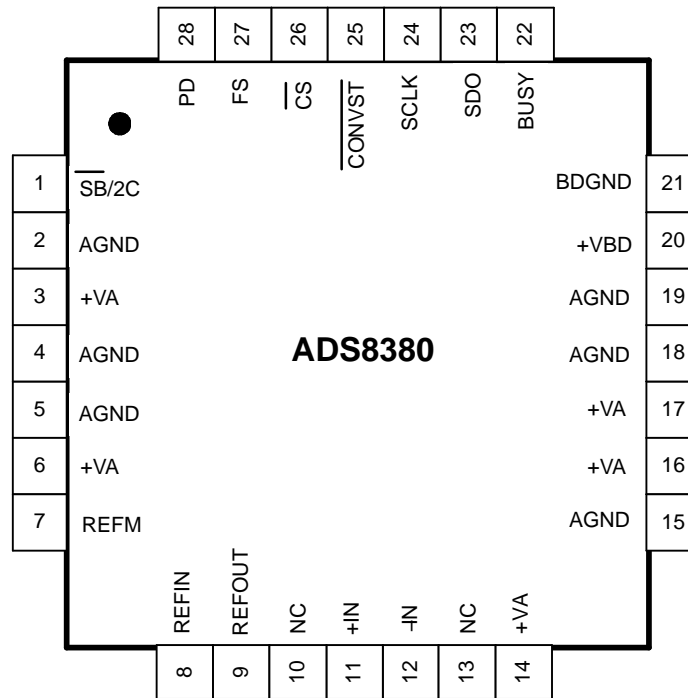 28 27 26 25 24 23 22
PD FS CS CONVST SCLK SDO BUSY
1 SB/2C BDGND 21
2 AGND +VBD 20
3 +VA AGND 19
4 AGND AGND 18
ADS8380
5 AGND +VA 17
6 +VA +VA 16
7 REFM AGND 15
REFIN REFOUT NC +IN -IN NC +VA
8 9 10 11 12 13 14